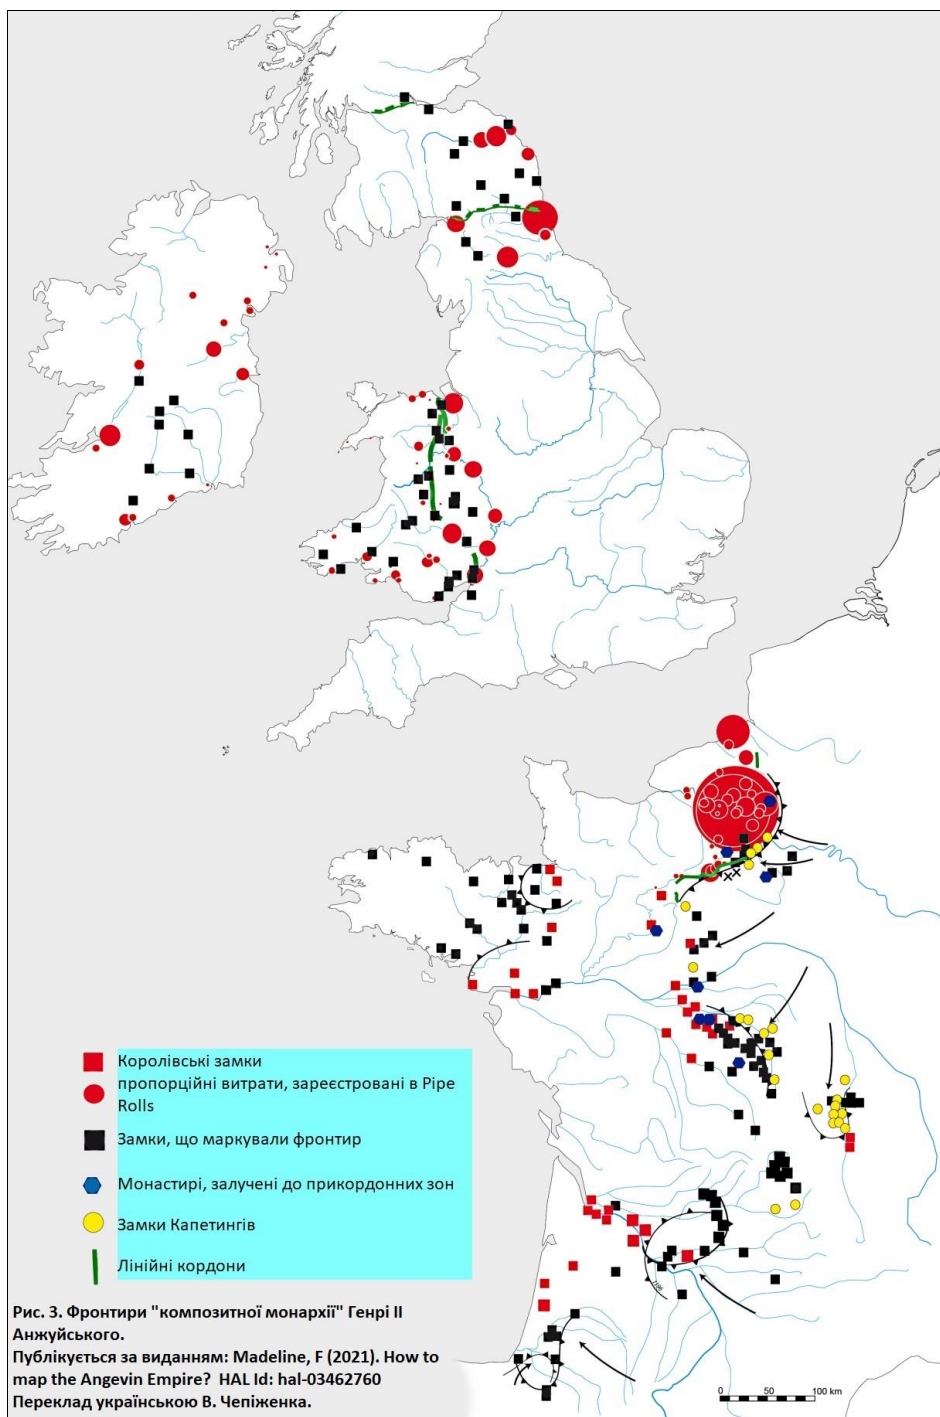 1196
Королівські замки
пропорційні витрати, зареєстровані в Pipe
Rolls
Замки, що маркували фронтир
Монастирі, залучені до прикордонних зон
Замки Капетингів
Лінійні кордони
Рис. 3. Фронтири "композитної монархії" Генрі ІІ
Анжуйського.
Публікується за виданням: Madeline, F (2021). How to
map the Angevin Empire? HAL Id: hal-03462760
Переклад українською В. Чепіженка.
0 50 100 km